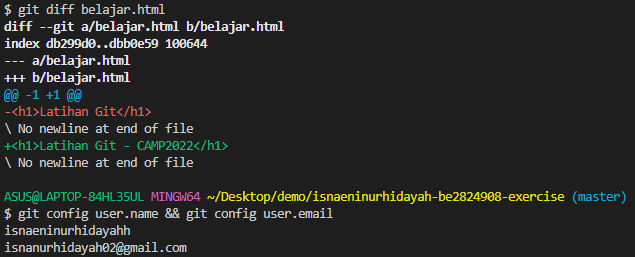 $ git diff belajar.html
diff --git a/belajar.html b/belajar.html
index db299d0..dbb0e59 100644
--- a/belajar.html
+++ b/belajar.html
@@ -1 +1 @@
-<h1>Latihan Git</h1>
\ No newline at end of file
+<h1>Latihan Git - CAMP2022</h1>
\ No newline at end of file
ASUS@LAPTOP-84HL35UL MINGW64 ~/Desktop/demo/isnaeninurhidayah-be2824908-exercise (master)
$ git config user.name && git config user.email
isnaeninurhidayahh
isnanurhidayah02@gmail.com